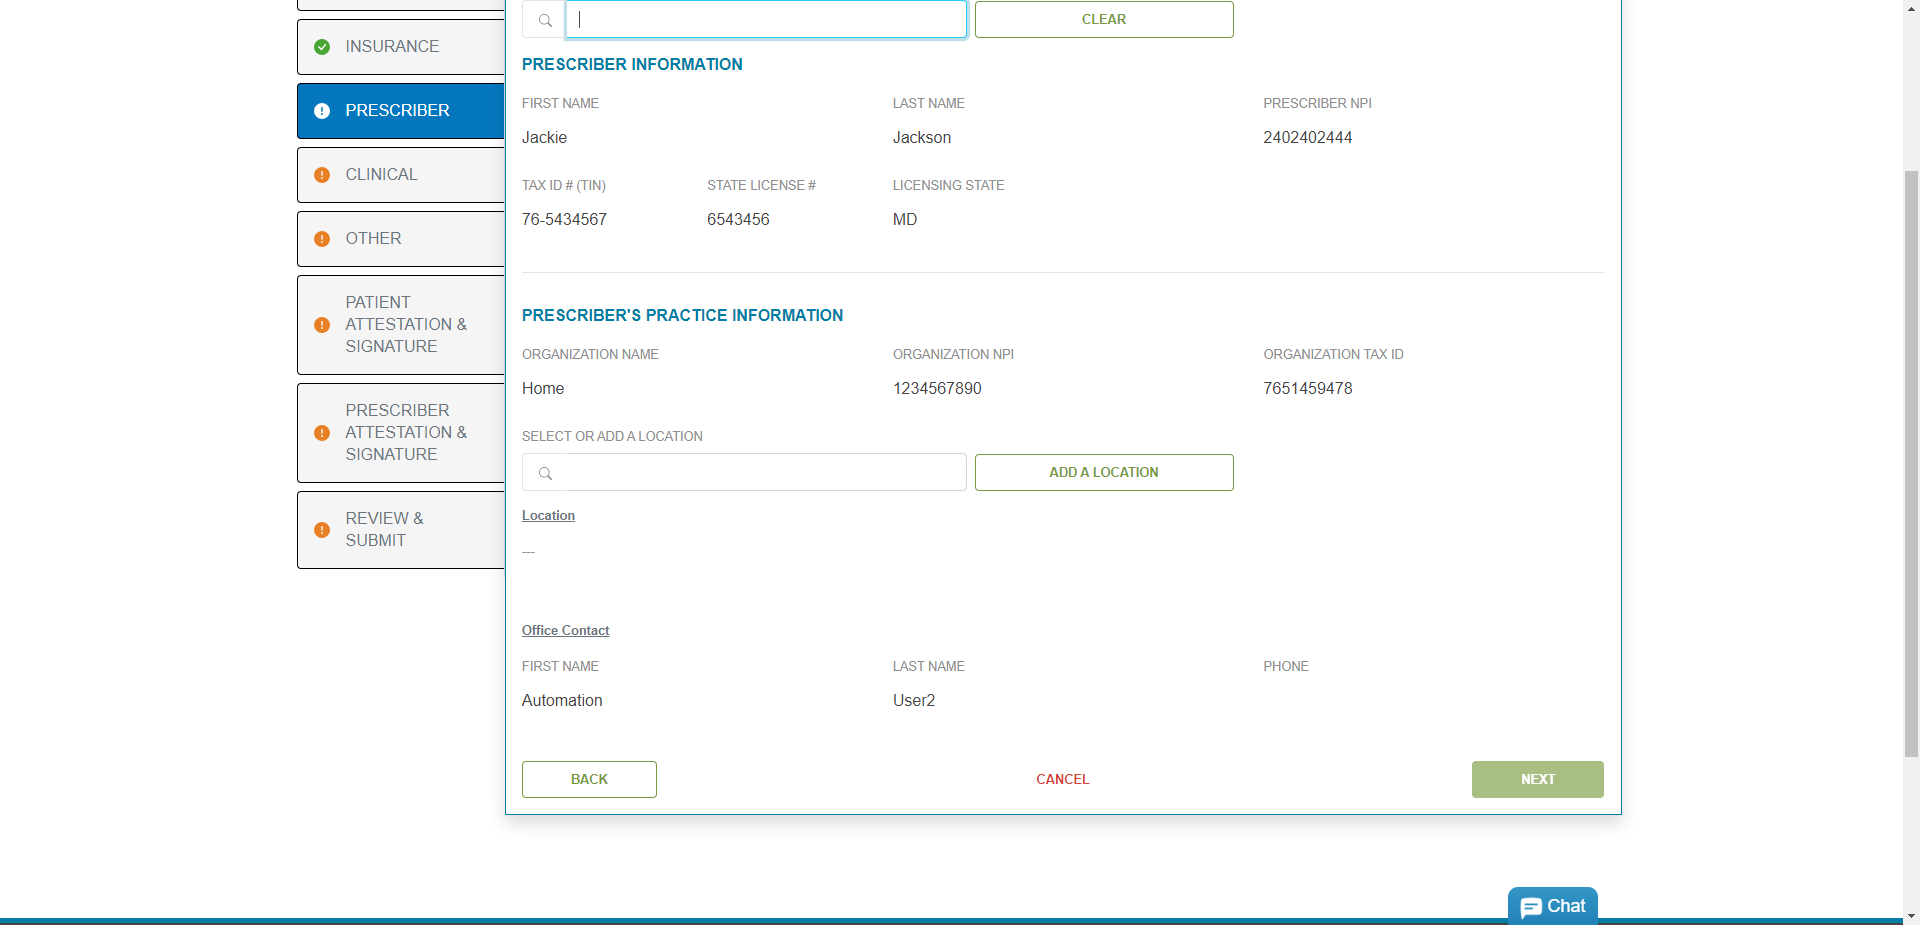 INSURANCE
PRESCRIBER
CLINICAL
OTHER
PATIENT
ATTESTATION &
SIGNATURE
PRESCRIBER
ATTESTATION &
SIGNATURE
REVIEW &
SUBMIT
CLEAR
PRESCRIBER INFORMATION
FIRST NAME LAST NAME PRESCRIBER NPI
Jackie Jackson 2402402444
TAX ID # (TIN) STATE LICENSE # LICENSING STATE
76-5434567 6543456 MD
PRESCRIBER'S PRACTICE INFORMATION
ORGANIZATION NAME ORGANIZATION NPI ORGANIZATION TAX ID
Home 1234567890 7651459478
SELECT OR ADD A LOCATION
ADD A LOCATION
Location
---
Office Contact
FIRST NAME LAST NAME PHONE
Automation User2
BACK CANCEL NEXT
Chat